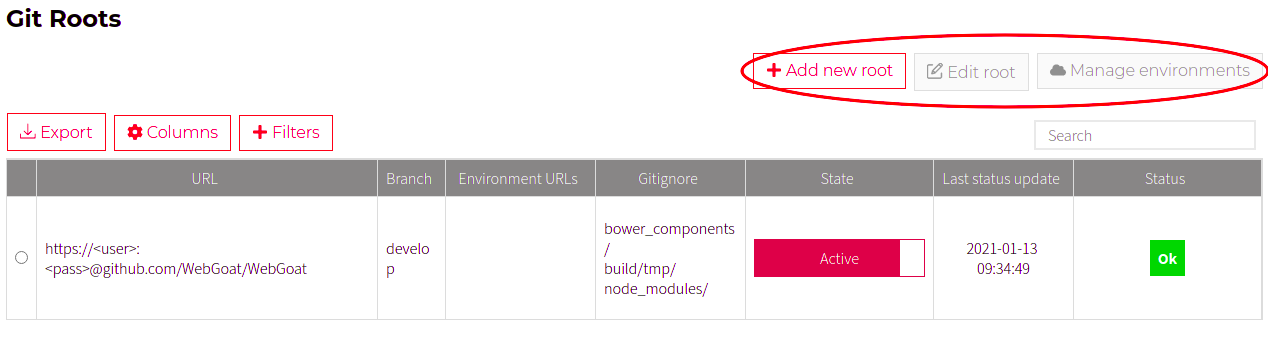 Git Roots
Add new root Edit root Manage environments
Export Columns Filters Search
URL Branch Environment URLs Gitignore State Last status update Status
https://<user>:
<pass>@github.com/WebGoat/WebGoat
develo
p
bower_components
/
build/tmp/
node_modules/
Active
2021-01-13
09:34:49
Ok